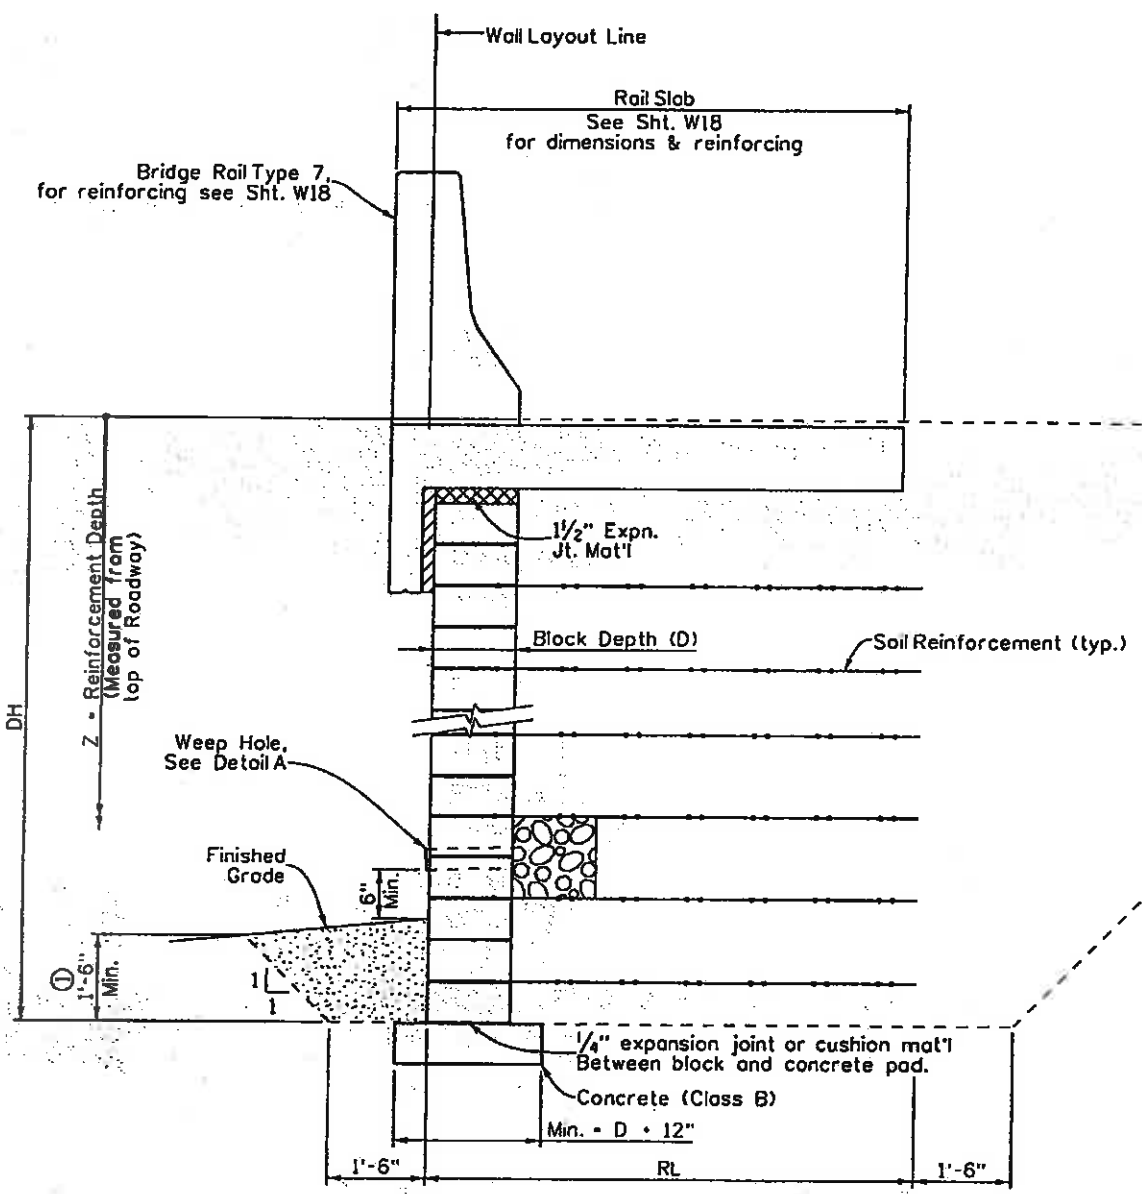 Wall Layout Line
Rail Slab
See Sht. W18
for dimensions & reinforcing
Bridge Rail Type 7,
for reinforcing see Sht. W18
1½" Expn.
Jt. Mat'l
Z - Reinforcement Depth
(Measured from
top of Roadway)
DH
Block Depth (D)
Soil Reinforcement (typ.)
Weep Hole,
See Detail A
Finished
Grade
6"
Min.
①
1'-6"
Min.
1
1
¼" expansion joint or cushion mat'l
Between block and concrete pad.
Concrete (Class B)
Min. - D + 12"
1'-6"
RL
1'-6"